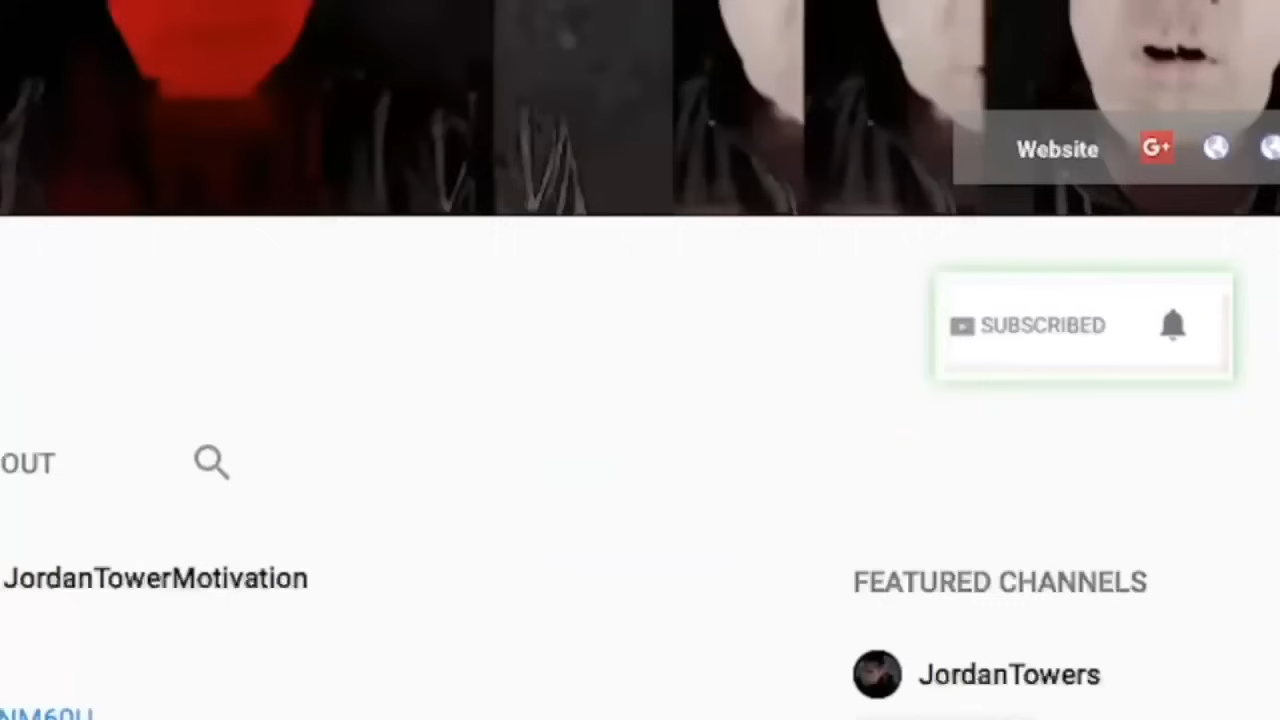 Website G+
SUBSCRIBED
OUT
JordanTowerMotivation
FEATURED CHANNELS
JordanTowers